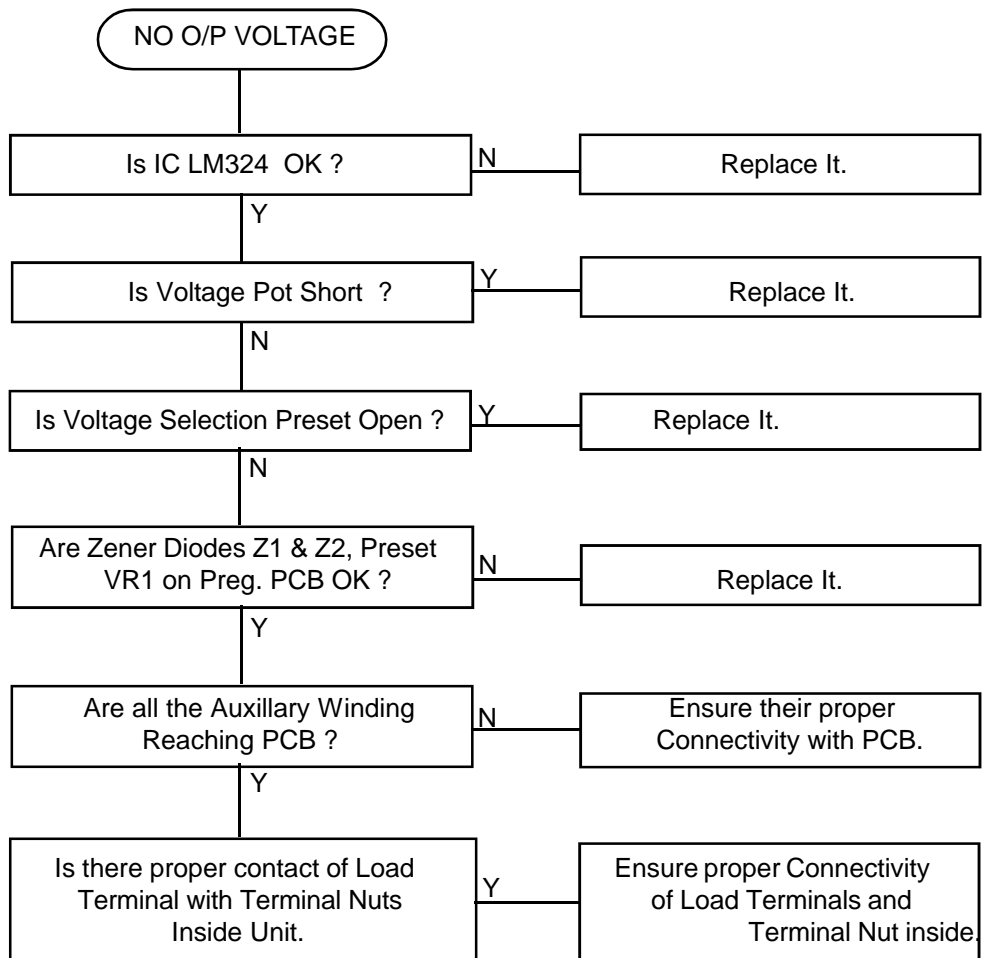 NO O/P VOLTAGE
Is IC LM324 OK ?
N
Replace It.
Y
Is Voltage Pot Short ?
Y
Replace It.
N
Is Voltage Selection Preset Open ?
Y
Replace It.
N
Are Zener Diodes Z1 & Z2, Preset
VR1 on Preg. PCB OK ?
N
Replace It.
Y
Are all the Auxillary Winding
Reaching PCB ?
N
Ensure their proper
Connectivity with PCB.
Y
Is there proper contact of Load
Terminal with Terminal Nuts
Inside Unit.
Y
Ensure proper Connectivity
of Load Terminals and
Terminal Nut inside.